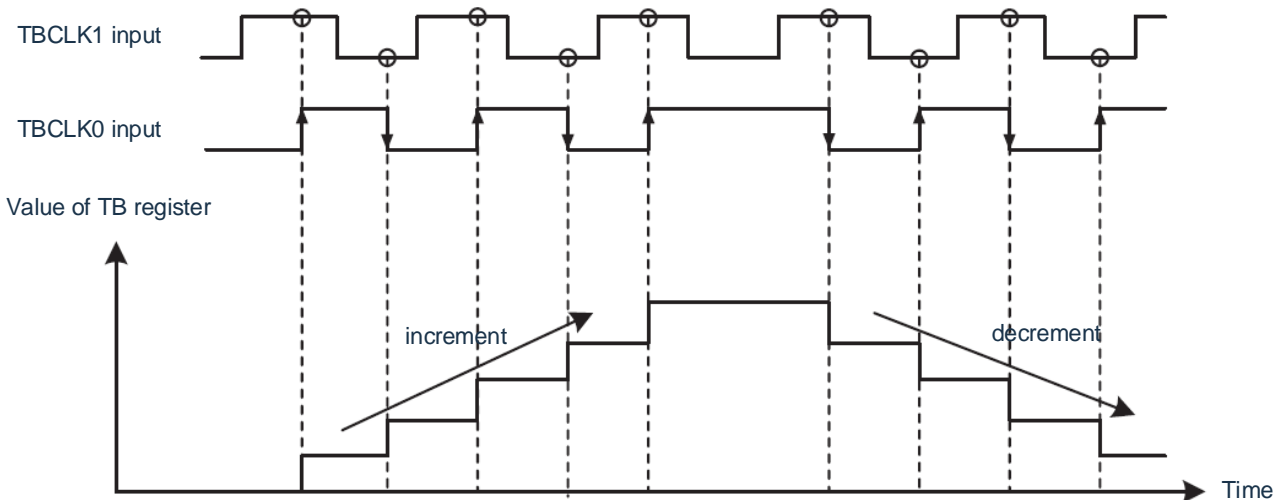 TBCLK1 input
TBCLK0 input
Value of TB register
increment
decrement
Time